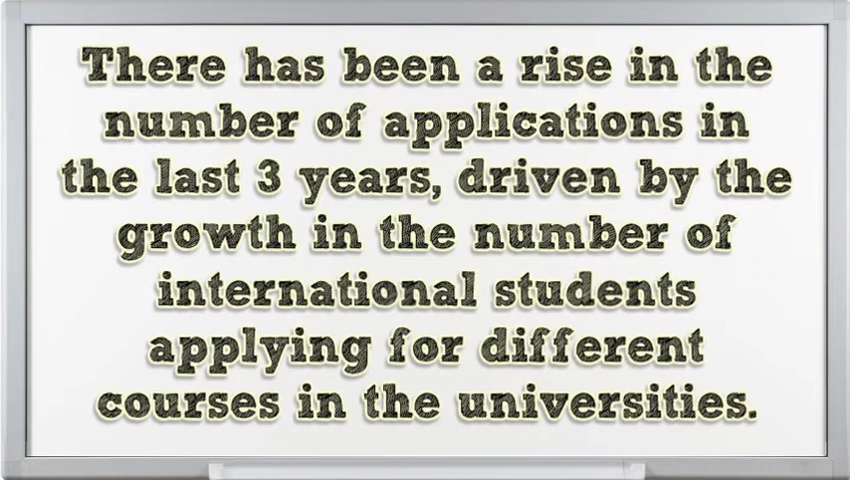 There has been a rise in the
number of applications in
the last 3 years, driven by the
growth in the number of
international students
applying for different
courses in the universities.